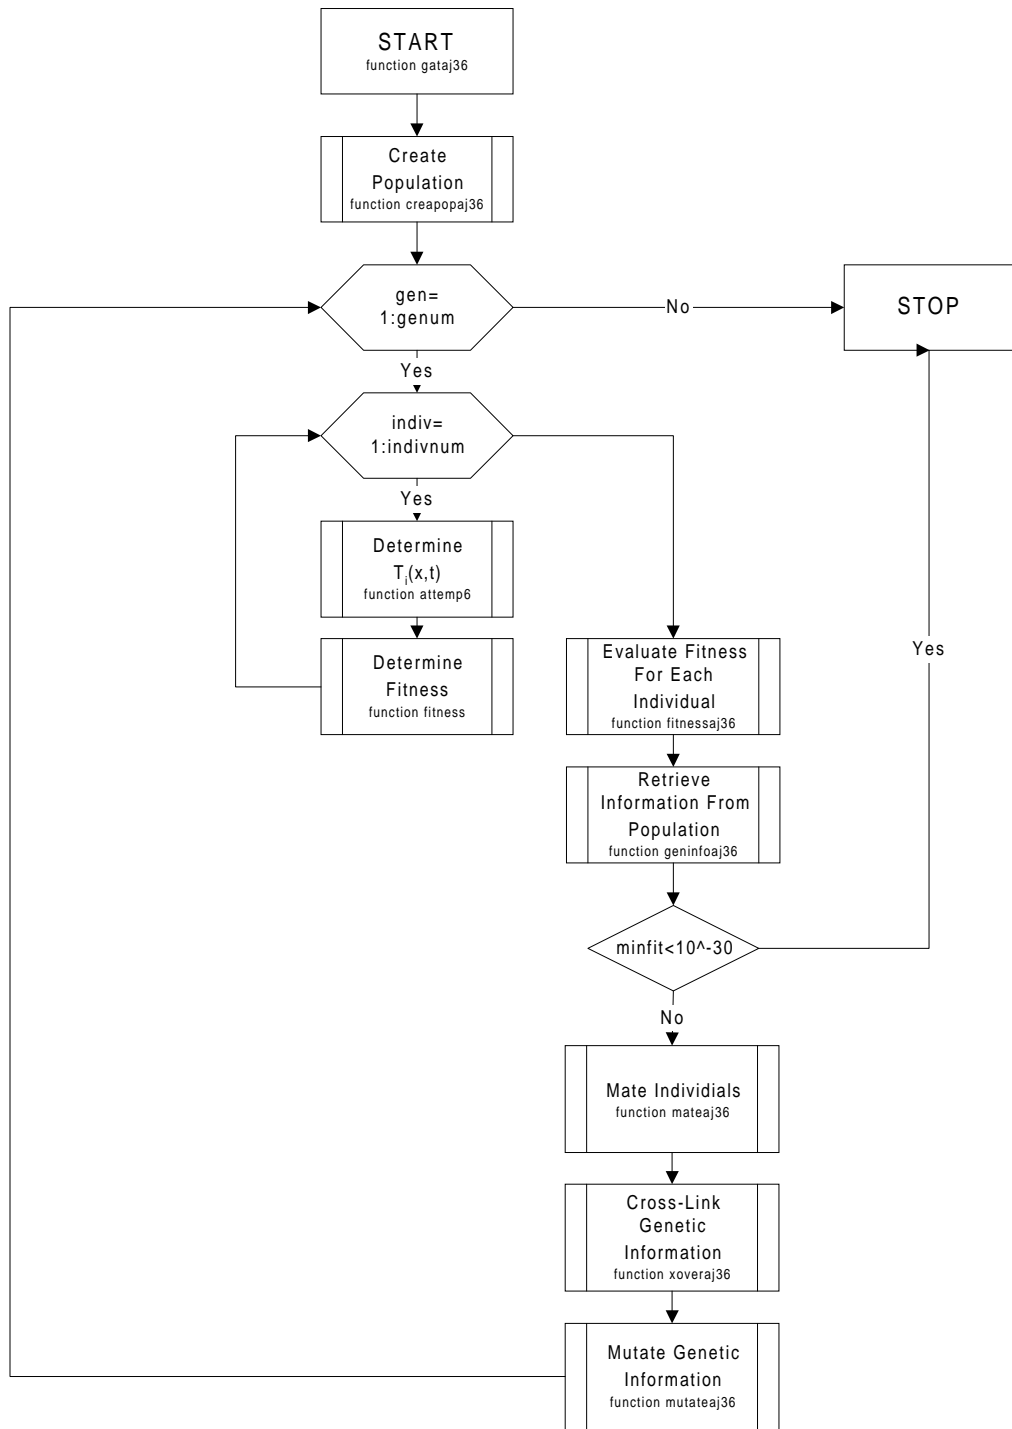 START
function gataj36
Create
Population
function creapopaj36
gen=
1:genum
No
STOP
Yes
indiv=
1:indivnum
Yes
Determine
Ti(x,t)
function attemp6
Determine
Fitness
function fitness
Evaluate Fitness
For Each
Individual
function fitnessaj36
Yes
Retrieve
Information From
Population
function geninfoaj36
minfit<10^-30
No
Mate Individials
function mateaj36
Cross-Link
Genetic
Information
function xoveraj36
Mutate Genetic
Information
function mutateaj36